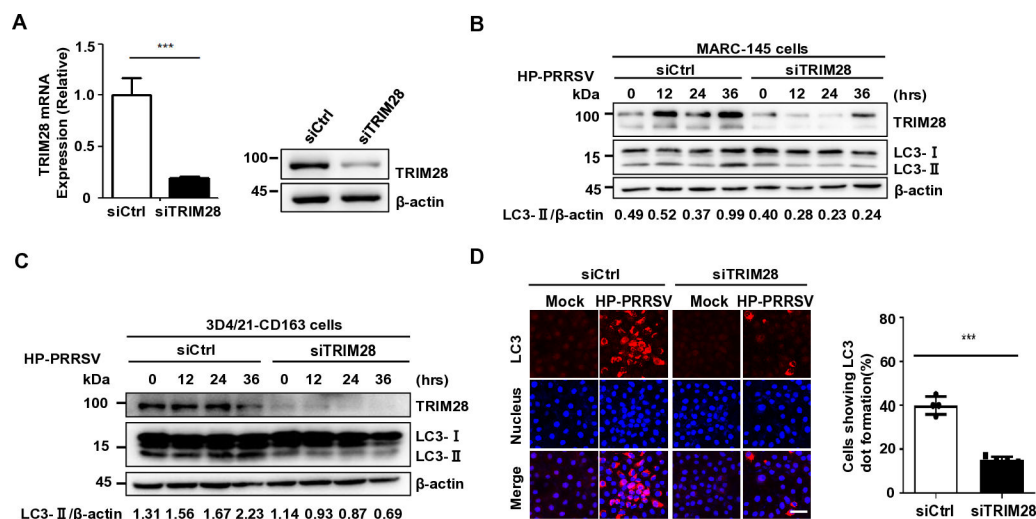 A
***
TRIM28 mRNA
Expression (Relative)
1.5
1.0
0.5
0
siCtrl siTRIM28
siCtrl
siTRIM28
100
TRIM28
45
β-actin
B
MARC-145 cells
siCtrl siTRIM28
HP-PRRSV
kDa 0 12 24 36 0 12 24 36 (hrs)
100 TRIM28
15 LC3-Ⅰ
LC3-Ⅱ
45 β-actin
LC3-Ⅱ/β-actin 0.49 0.52 0.37 0.99 0.40 0.28 0.23 0.24
C
3D4/21-CD163 cells
HP-PRRSV siCtrl siTRIM28
kDa 0 12 24 36 0 12 24 36 (hrs)
100 TRIM28
LC3-Ⅰ
15 LC3-Ⅱ
45 β-actin
LC3-Ⅱ/β-actin 1.31 1.56 1.67 2.23 1.14 0.93 0.87 0.69
D
siCtrl siTRIM28
Mock HP-PRRSV Mock HP-PRRSV
LC3
Nucleus
Merge
Cells showing LC3
dot fomation(%)
80
60
40
20
0
***
siCtrl siTRIM28